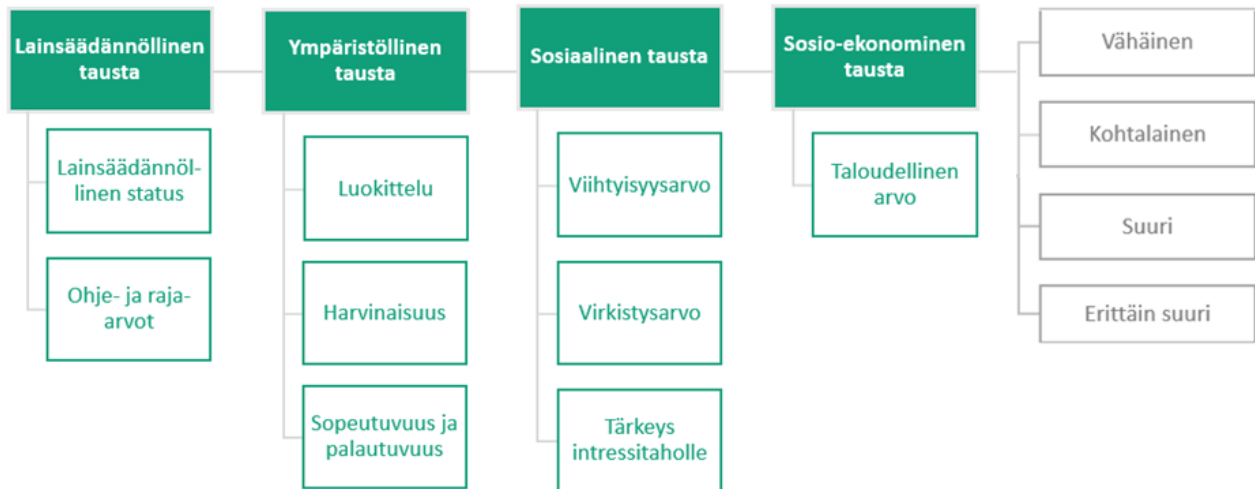 Lainsäädännöllinen
tausta
Lainsäädännöl-
linen status
Ohje- ja raja-
arvot
Ympäristöllinen
tausta
Luokittelu
Harvinaisuus
Sopeutuvuus ja
palautuvuus
Sosiaalinen tausta
Viihtyisyysarvo
Virkistysarvo
Tärkeys
intressitaholle
Sosio-ekonominen
tausta
Taloudellinen
arvo
Vähäinen
Kohtalainen
Suuri
Erittäin suuri